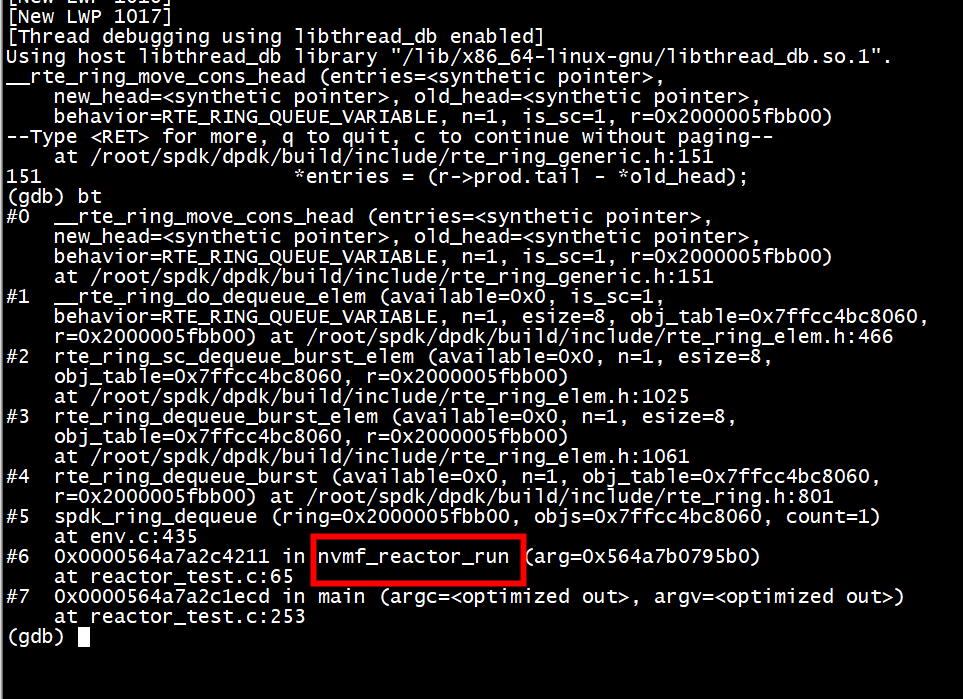 [New LWP 1016]
[New LWP 1017]
[Thread debugging using libthread_db enabled]
Using host libthread_db library "/lib/x86_64-linux-gnu/libthread_db.so.1".
__rte_ring_move_cons_head (entries=<synthetic pointer>,
    new_head=<synthetic pointer>, old_head=<synthetic pointer>,
    behavior=RTE_RING_QUEUE_VARIABLE, n=1, is_sc=1, r=0x2000005fbb00)
--Type <RET> for more, q to quit, c to continue without paging--
    at /root/spdk/dpdk/build/include/rte_ring_generic.h:151
151                     *entries = (r->prod.tail - *old_head);
(gdb) bt
#0  __rte_ring_move_cons_head (entries=<synthetic pointer>,
    new_head=<synthetic pointer>, old_head=<synthetic pointer>,
    behavior=RTE_RING_QUEUE_VARIABLE, n=1, is_sc=1, r=0x2000005fbb00)
    at /root/spdk/dpdk/build/include/rte_ring_generic.h:151
#1  __rte_ring_do_dequeue_elem (available=0x0, is_sc=1,
    behavior=RTE_RING_QUEUE_VARIABLE, n=1, esize=8, obj_table=0x7ffcc4bc8060,
    r=0x2000005fbb00) at /root/spdk/dpdk/build/include/rte_ring_elem.h:466
#2  rte_ring_sc_dequeue_burst_elem (available=0x0, n=1, esize=8,
    obj_table=0x7ffcc4bc8060, r=0x2000005fbb00)
    at /root/spdk/dpdk/build/include/rte_ring_elem.h:1025
#3  rte_ring_dequeue_burst_elem (available=0x0, n=1, esize=8,
    obj_table=0x7ffcc4bc8060, r=0x2000005fbb00)
    at /root/spdk/dpdk/build/include/rte_ring_elem.h:1061
#4  rte_ring_dequeue_burst (available=0x0, n=1, obj_table=0x7ffcc4bc8060,
    r=0x2000005fbb00) at /root/spdk/dpdk/build/include/rte_ring.h:801
#5  spdk_ring_dequeue (ring=0x2000005fbb00, objs=0x7ffcc4bc8060, count=1)
    at env.c:435
#6  0x0000564a7a2c4211 in nvmf_reactor_run (arg=0x564a7b0795b0)
    at reactor_test.c:65
#7  0x0000564a7a2c1ecd in main (argc=<optimized out>, argv=<optimized out>)
    at reactor_test.c:253
(gdb)